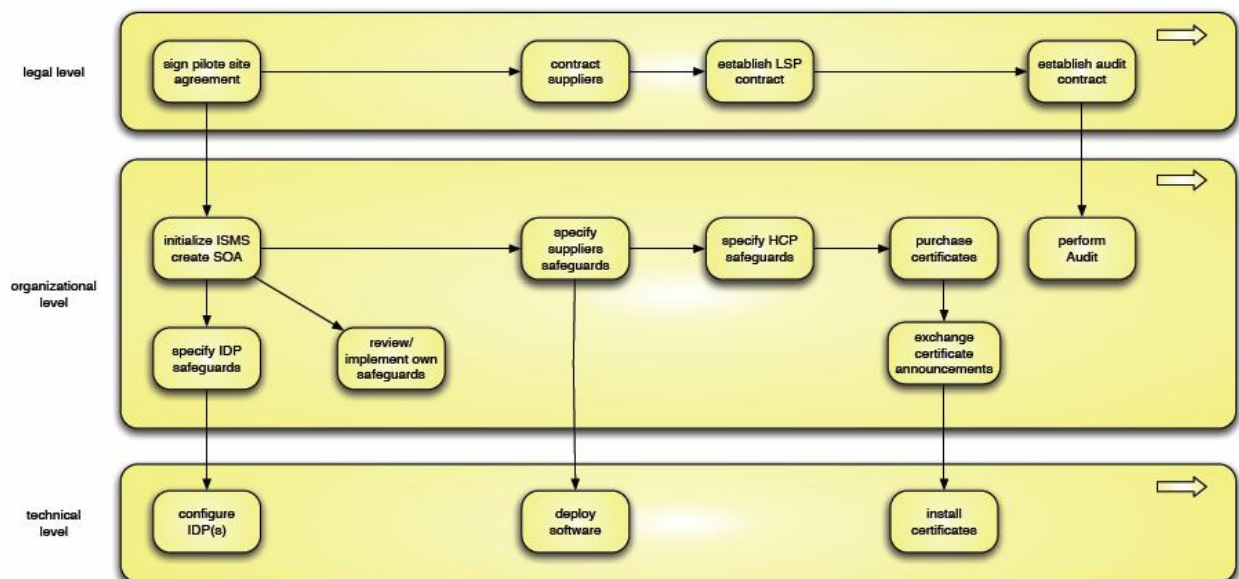 legal level
sign pilote site
agreement
contract
suppliers
establish LSP
contract
establish audit
contract
organizational
level
initialize ISMS
create SOA
specify
suppliers
safeguards
specify HCP
safeguards
purchase
certificates
perform
Audit
specify IDP
safeguards
review/
implement own
safeguards
exchange
certificate
announcements
technical
level
configure
IDP(s)
deploy
software
install
certificates